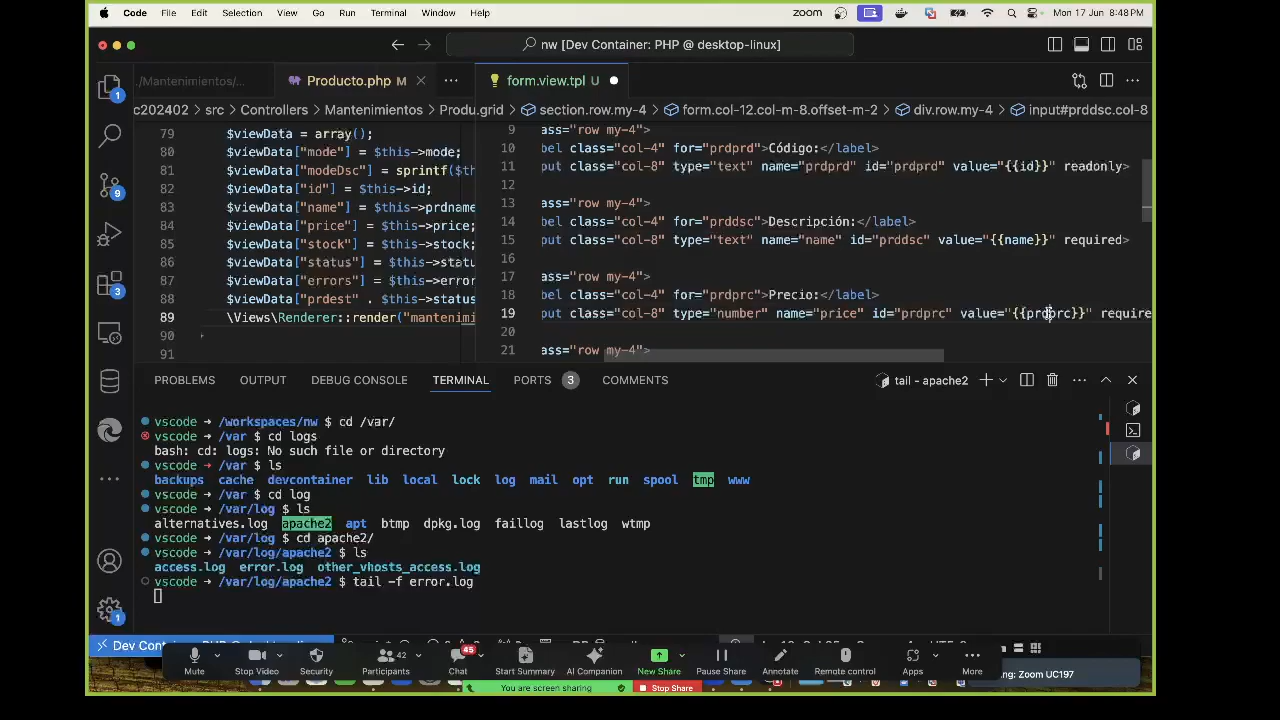 Code File Edit Selection View Go Run Terminal Window Help zoom Mon 17 Jun 8:48 PM
nw [Dev Container: PHP @ desktop-linux]
/Mantenimientos/... Producto.php M form.view.tpl U
c202402 › src › Controllers › Mantenimientos › Produ.grid › section.row.my-4 › form.col-12.col-m-8.offset-m-2 › div.row.my-4 › input#prddsc.col-8
79 $viewData = array();
80 $viewData["mode"] = $this->mode;
81 $viewData["modeDsc"] = sprintf($
82 $viewData["id"] = $this->id;
83 $viewData["name"] = $this->prdname
84 $viewData["price"] = $this->price;
85 $viewData["stock"] = $this->stock;
86 $viewData["status"] = $this->statu
87 $viewData["errors"] = $this->error
88 $viewData["prdest" . $this->status
89 \Views\Renderer::render("mantenimi
90
91
9 ass="row my-4">
10 bel class="col-4" for="prdprd">Código:</label>
11 put class="col-8" type="text" name="prdprd" id="prdprd" value="{{id}}" readonly>
12
13 ass="row my-4">
14 bel class="col-4" for="prddsc">Descripción:</label>
15 put class="col-8" type="text" name="name" id="prddsc" value="{{name}}" required>
16
17 ass="row my-4">
18 bel class="col-4" for="prdprc">Precio:</label>
19 put class="col-8" type="number" name="price" id="prdprc" value="{{prdprc}}" require
20
21 ass="row my-4">
PROBLEMS OUTPUT DEBUG CONSOLE TERMINAL PORTS 3 COMMENTS tail - apache2
vscode ➜ /workspaces/nw $ cd /var/
vscode ➜ /var $ cd logs
bash: cd: logs: No such file or directory
vscode ➜ /var $ ls
backups cache devcontainer lib local lock log mail opt run spool tmp www
vscode ➜ /var $ cd log
vscode ➜ /var/log $ ls
alternatives.log apache2 apt btmp dpkg.log faillog lastlog wtmp
vscode ➜ /var/log $ cd apache2/
vscode ➜ /var/log/apache2 $ ls
access.log error.log other_vhosts_access.log
vscode ➜ /var/log/apache2 $ tail -f error.log
1
9
3
1
Dev Cont
45
42
Mute Stop Video Security Participants Chat Start Summary AI Companion New Share Pause Share Annotate Remote control Apps More
ng: Zoom UC197
You are screen sharing Stop Share